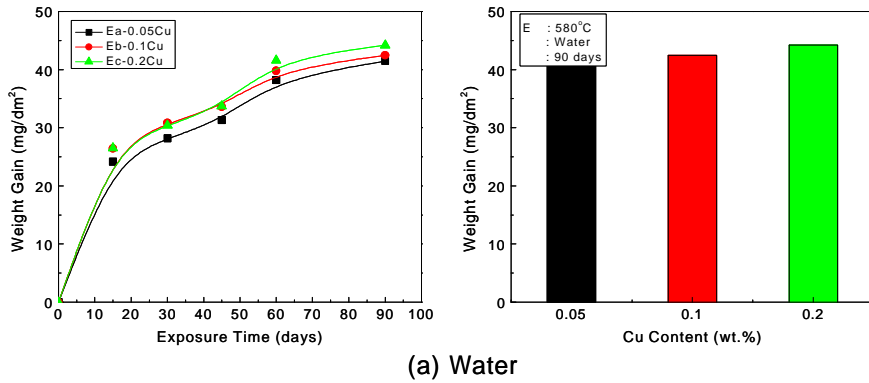 50
40
30
20
10
0
Weight Gain (mg/dm²)
Ea-0.05Cu
Eb-0.1Cu
Ec-0.2Cu
0 10 20 30 40 50 60 70 80 90 100
Exposure Time (days)
50
40
30
20
10
0
Weight Gain (mg/dm²)
E : 580°C
: Water
: 90 days
0.05 0.1 0.2
Cu Content (wt.%)
(a) Water